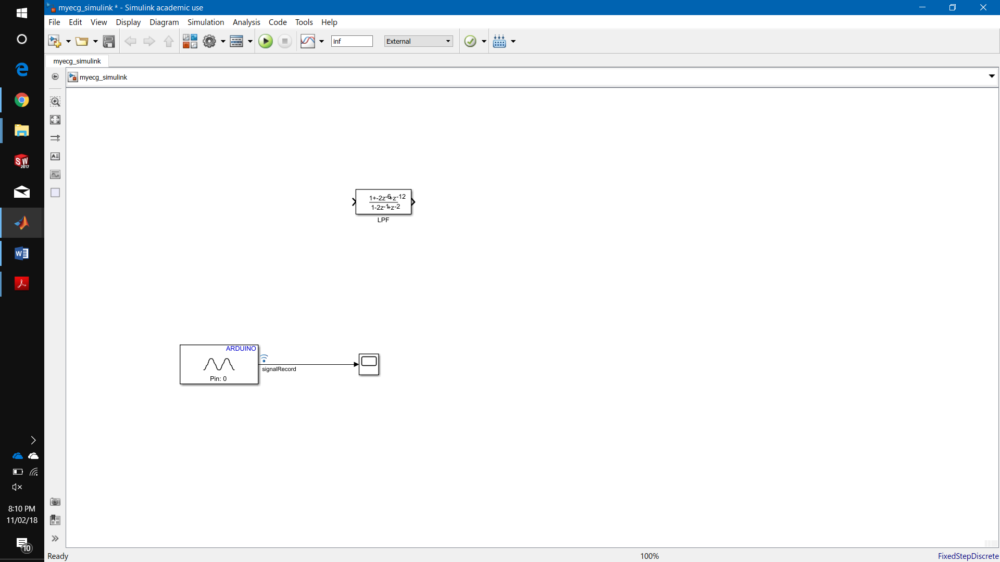 myecg_simulink * - Simulink academic use
File Edit View Display Diagram Simulation Analysis Code Tools Help
inf External
myecg_simulink
myecg_simulink
SW
2017
1+-2z-6+z-12
1-2z-1+z-2
LPF
W
ARDUINO
signalRecord
Pin: 0
8:10 PM
11/02/18
10
Ready 100% FixedStepDiscrete